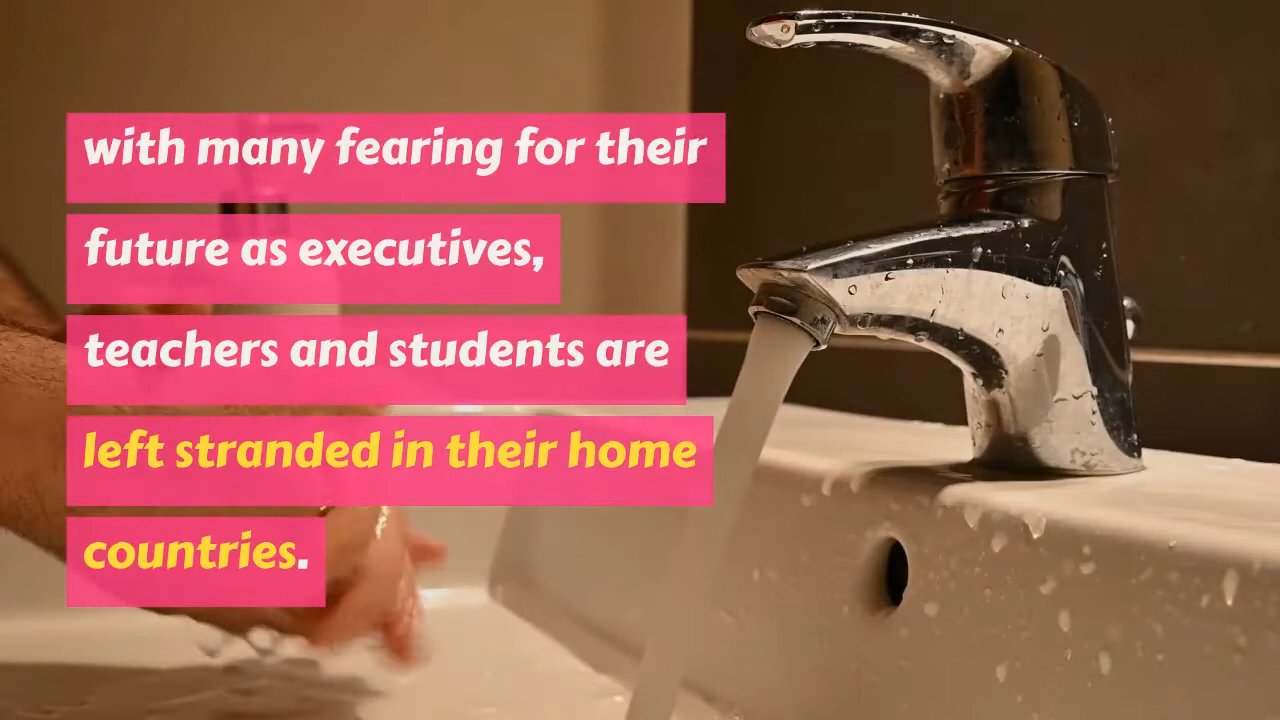 with many fearing for their
future as executives,
teachers and students are
left stranded in their home
countries.